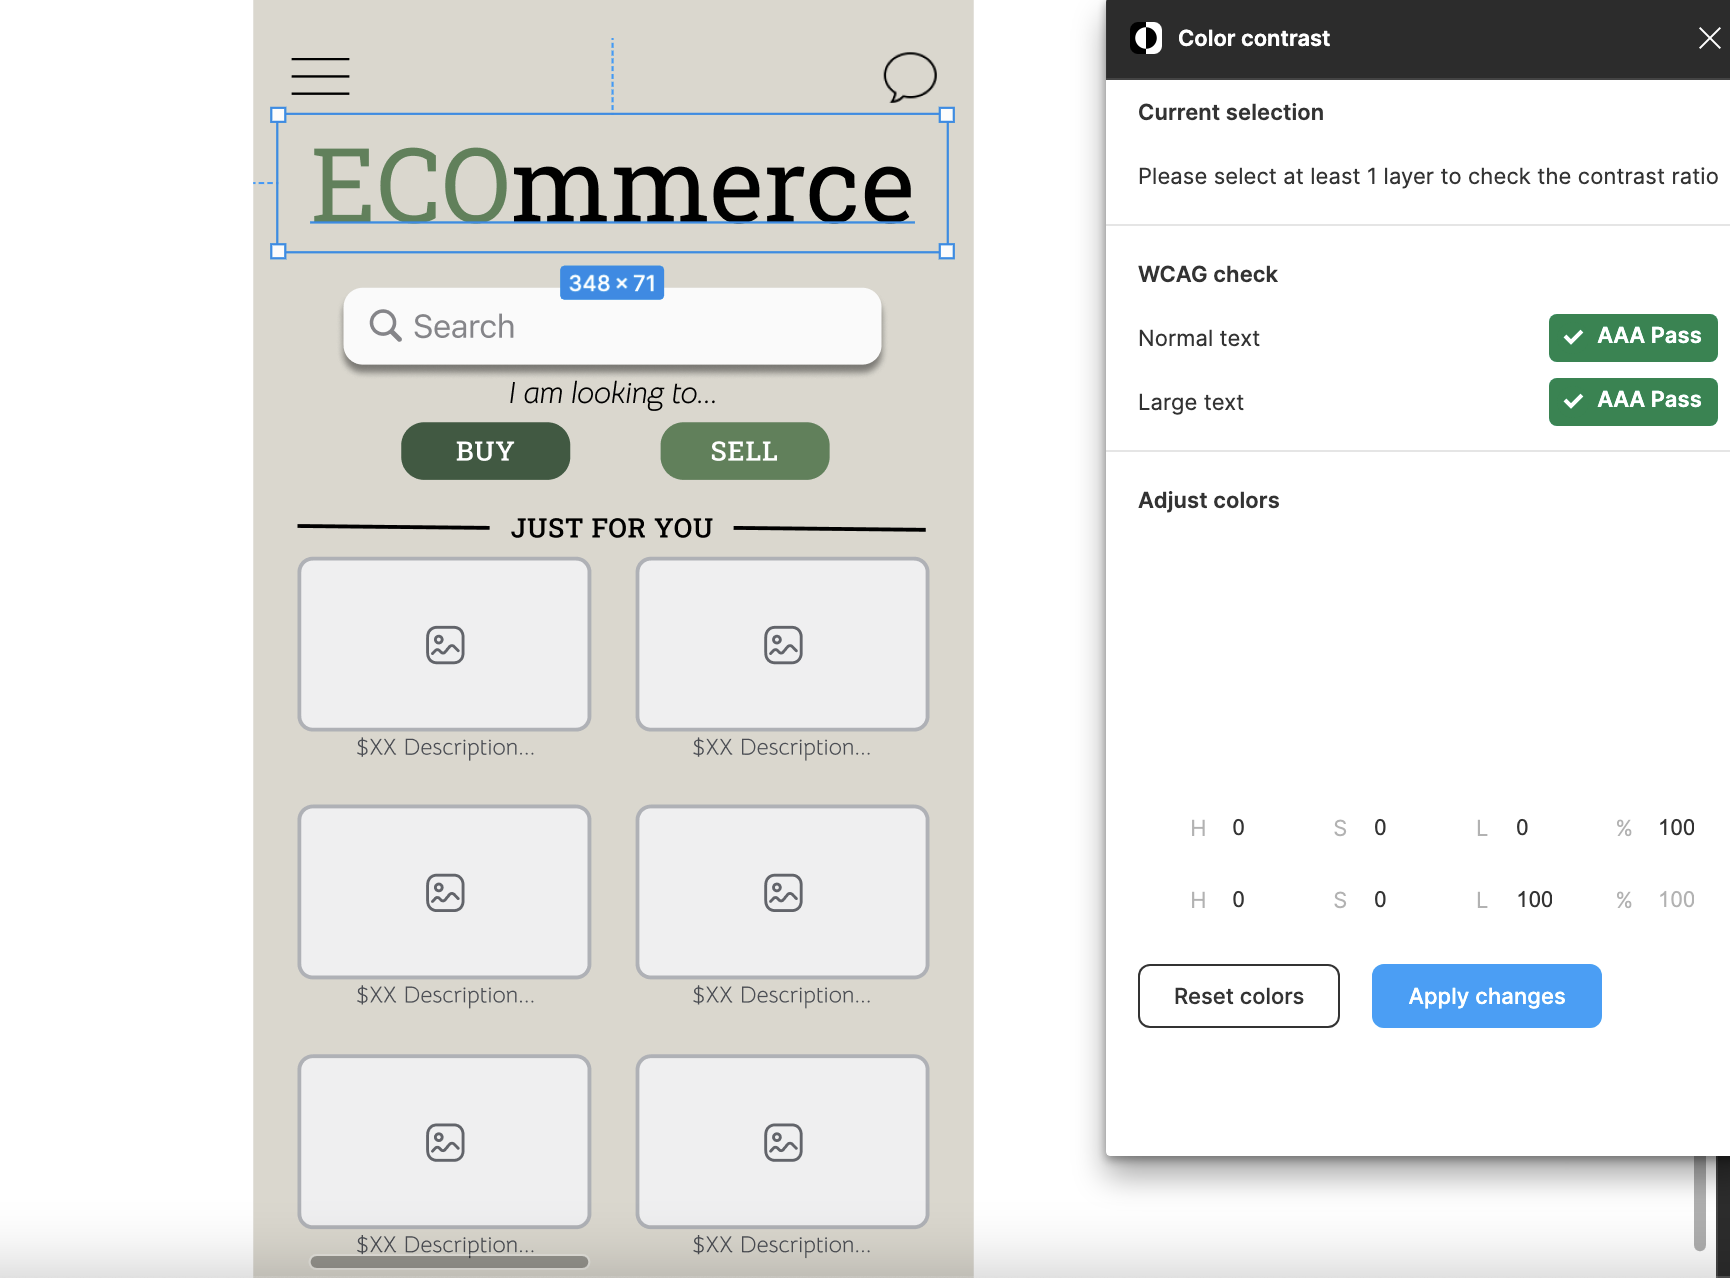 ECOmmerce
348 × 71
Search
I am looking to...
BUY
SELL
JUST FOR YOU
$XX Description...
$XX Description...
$XX Description...
$XX Description...
$XX Description...
$XX Description...
Color contrast
Current selection
Please select at least 1 layer to check the contrast ratio
WCAG check
Normal text
AAA Pass
Large text
AAA Pass
Adjust colors
H 0 S 0 L 0 % 100
H 0 S 0 L 100 % 100
Reset colors
Apply changes